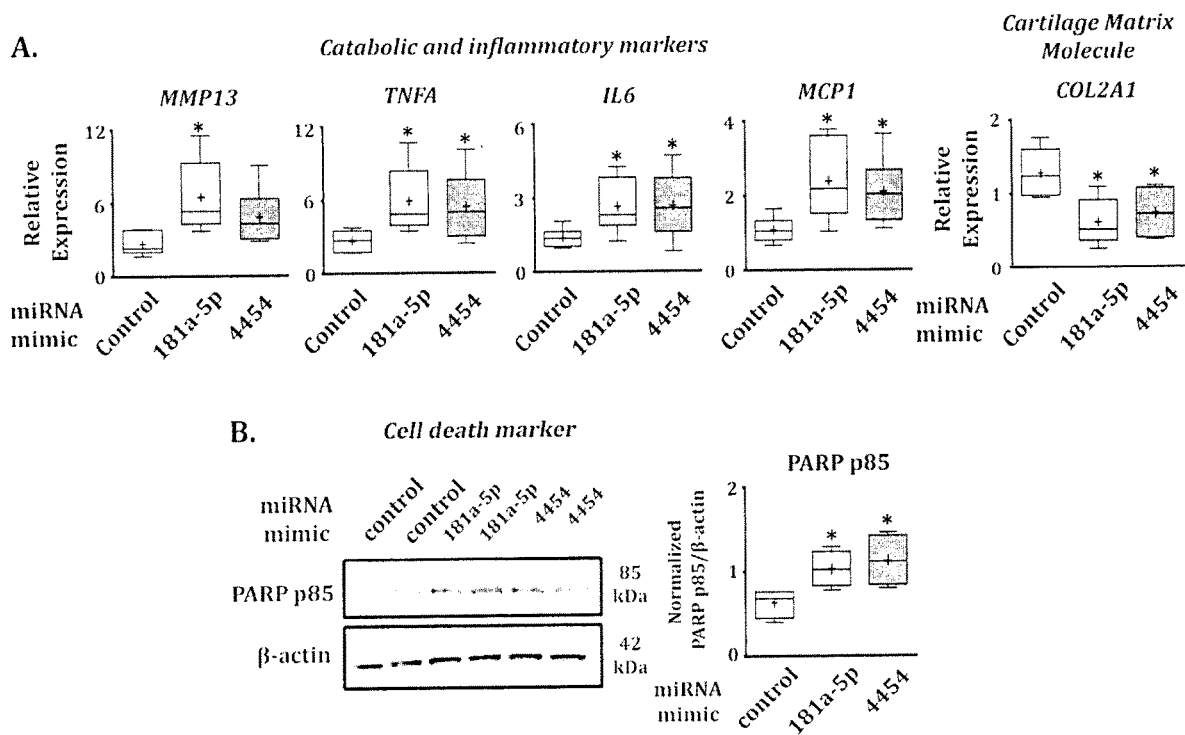 A.
Catabolic and inflammatory markers
Cartilage Matrix
Molecule
MMP13
TNFA
IL6
MCP1
COL2A1
Relative
Expression
12
6
0
*
12
6
0
*
*
6
3
0
*
*
4
2
0
*
*
Relative
Expression
2
1
0
*
*
miRNA
mimic
Control
181a-5p
4454
Control
181a-5p
4454
Control
181a-5p
4454
Control
181a-5p
4454
miRNA
mimic
Control
181a-5p
4454
B.
Cell death marker
miRNA
mimic
control
control
181a-5p
181a-5p
4454
4454
PARP p85
85
kDa
β-actin
42
kDa
PARP p85
Normalized
PARP p85/β-actin
2
1
0
*
*
miRNA
mimic
control
181a-5p
4454